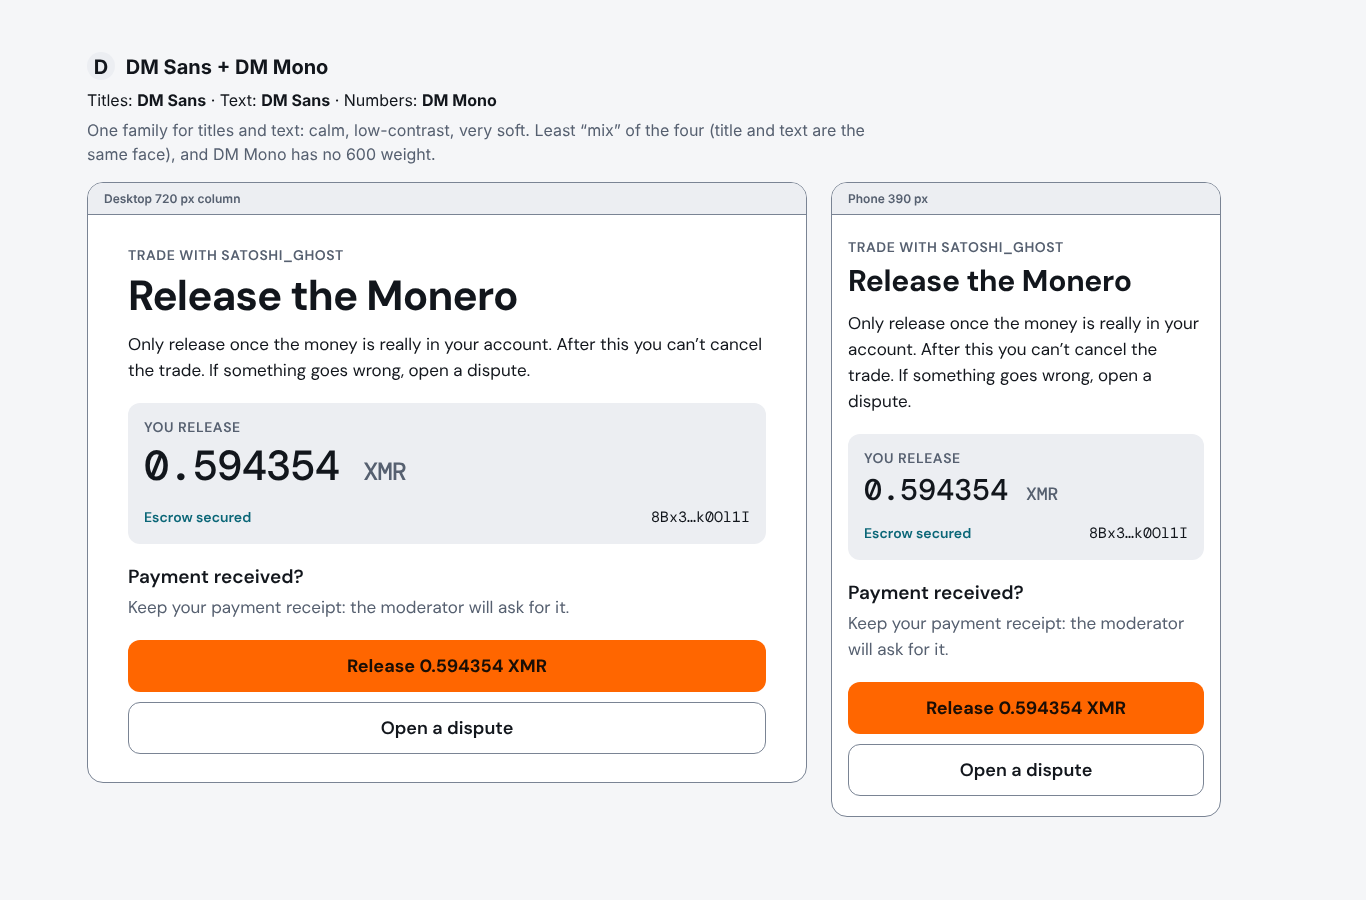 D DM Sans + DM Mono
Titles: DM Sans · Text: DM Sans · Numbers: DM Mono
One family for titles and text: calm, low-contrast, very soft. Least “mix” of the four (title and text are the
same face), and DM Mono has no 600 weight.
Desktop 720 px column
TRADE WITH SATOSHI_GHOST
Release the Monero
Only release once the money is really in your account. After this you can’t cancel
the trade. If something goes wrong, open a dispute.
YOU RELEASE
0.594354 XMR
Escrow secured 8Bx3…k0Ol1I
Payment received?
Keep your payment receipt: the moderator will ask for it.
Release 0.594354 XMR
Open a dispute
Phone 390 px
TRADE WITH SATOSHI_GHOST
Release the Monero
Only release once the money is really in your
account. After this you can’t cancel the
trade. If something goes wrong, open a
dispute.
YOU RELEASE
0.594354 XMR
Escrow secured 8Bx3…k0Ol1I
Payment received?
Keep your payment receipt: the moderator
will ask for it.
Release 0.594354 XMR
Open a dispute